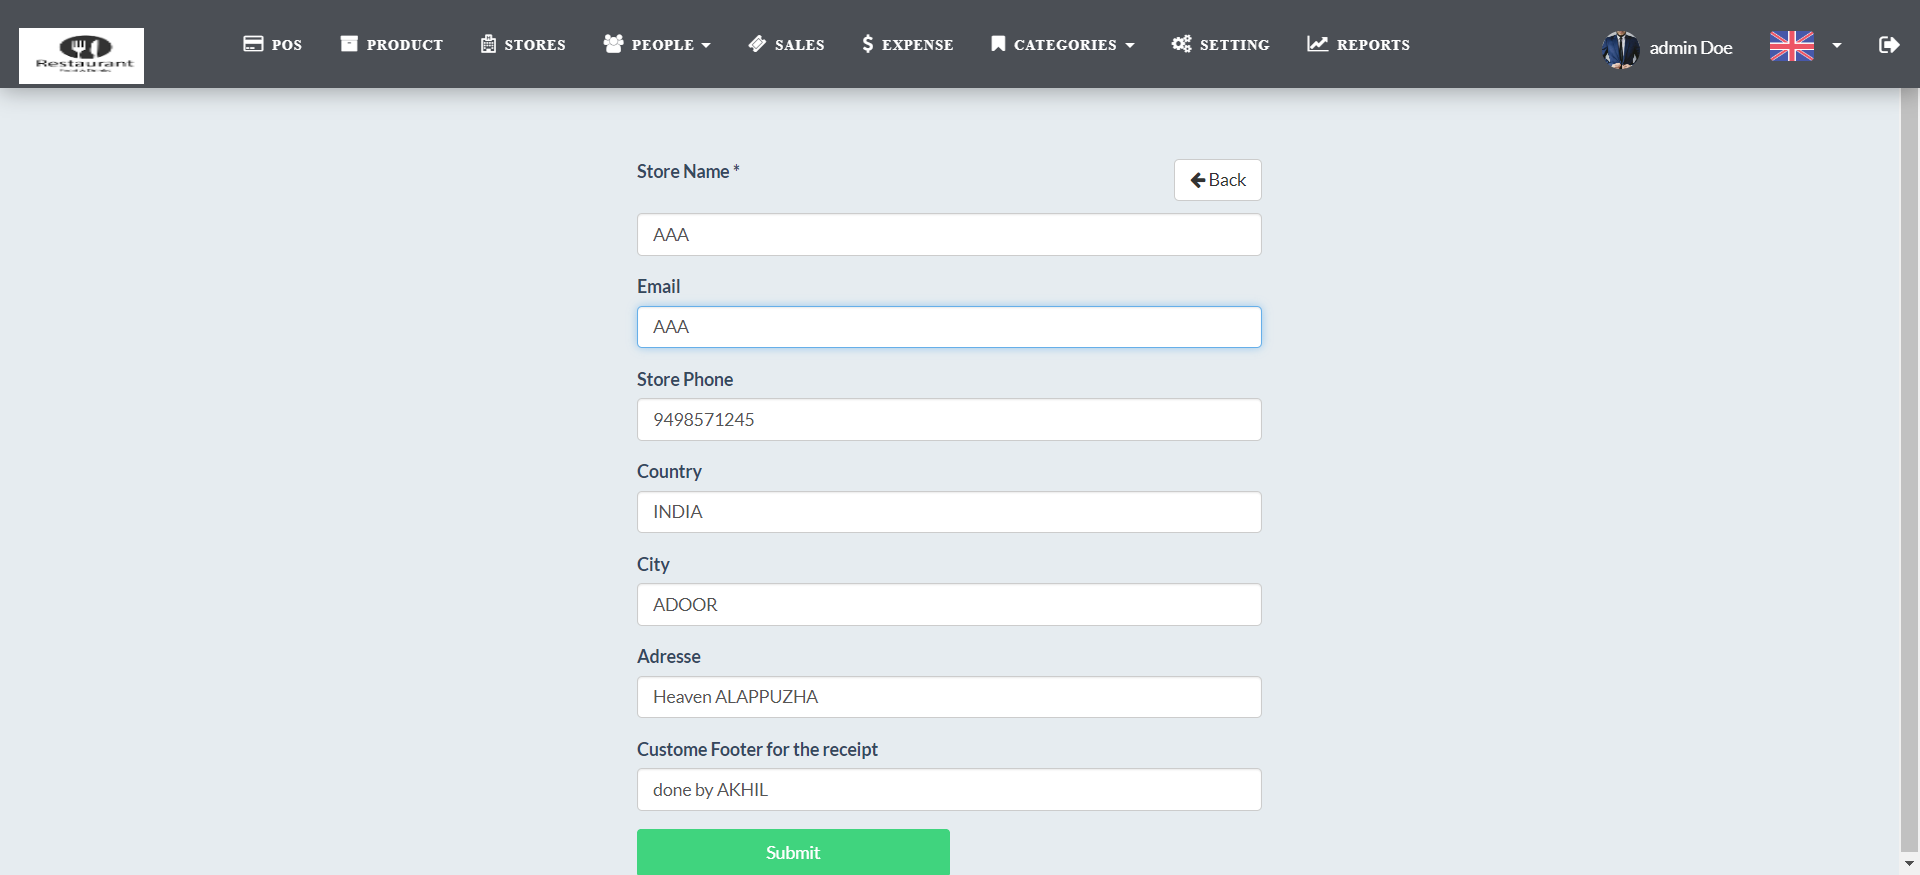 Restaurant
POS
PRODUCT
STORES
PEOPLE
SALES
EXPENSE
CATEGORIES
SETTING
REPORTS
admin Doe
Store Name *
Back
AAA
Email
AAA
Store Phone
9498571245
Country
INDIA
City
ADOOR
Adresse
Heaven ALAPPUZHA
Custome Footer for the receipt
done by AKHIL
Submit